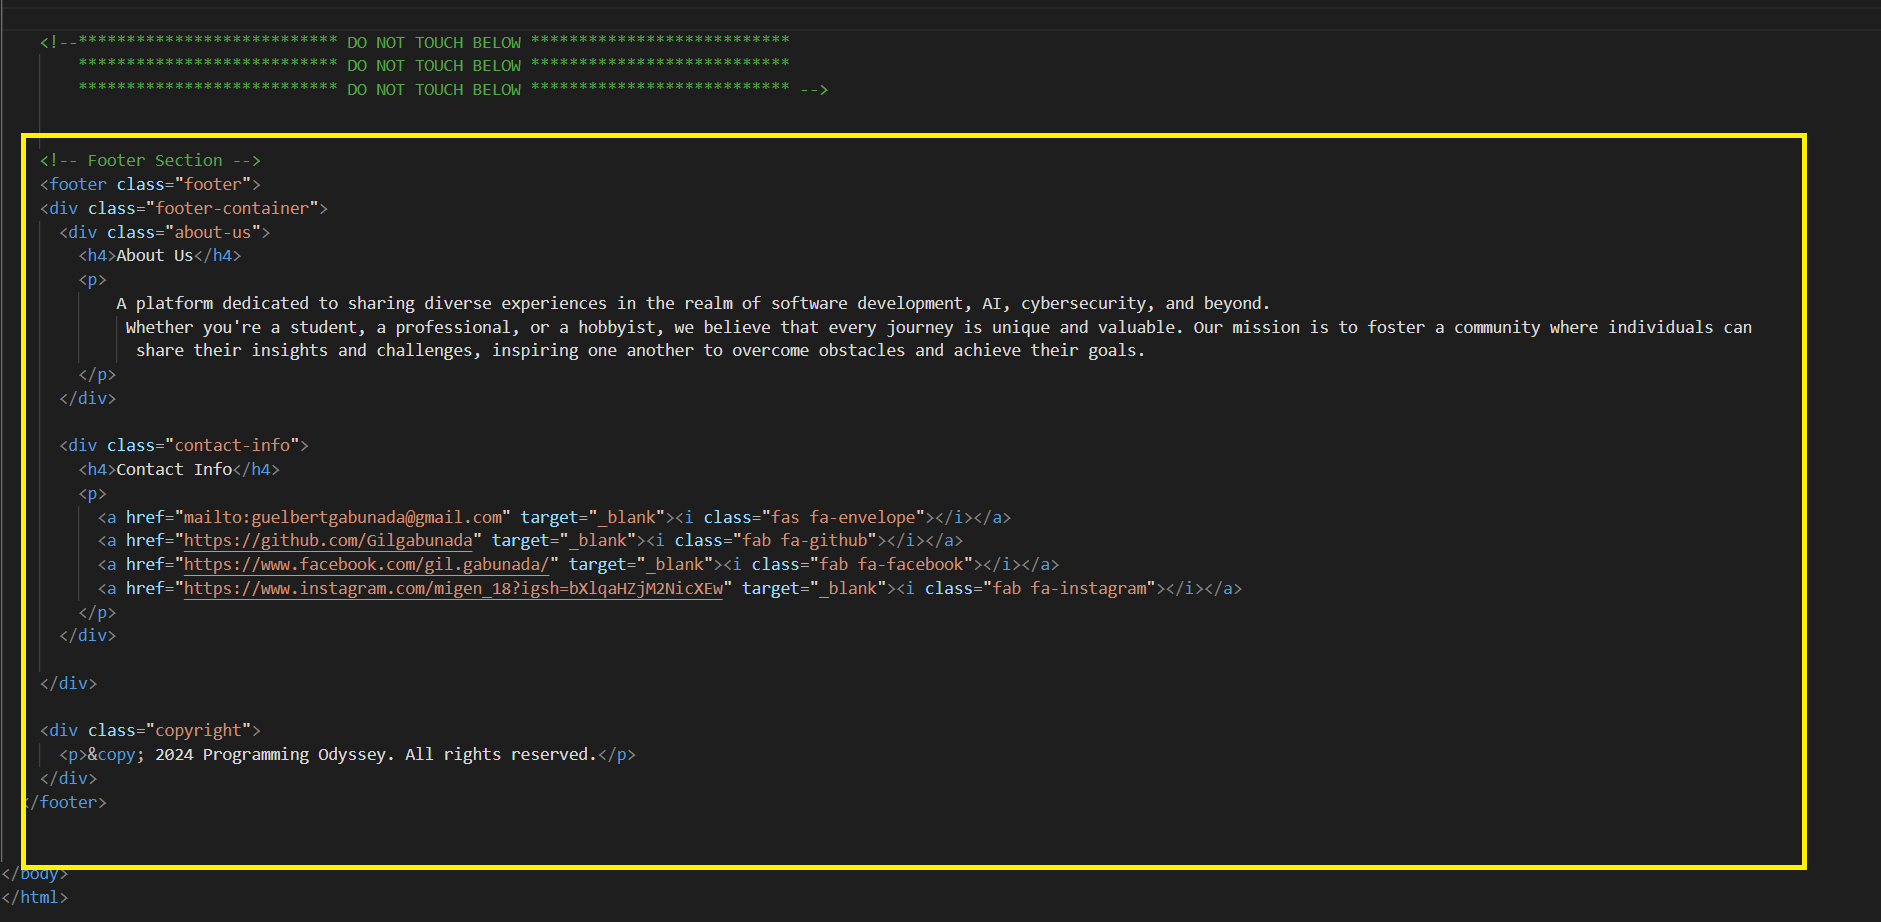 <!--*************************** DO NOT TOUCH BELOW ***************************
*************************** DO NOT TOUCH BELOW ***************************
*************************** DO NOT TOUCH BELOW *************************** -->
<!-- Footer Section -->
<footer class="footer">
<div class="footer-container">
<div class="about-us">
<h4>About Us</h4>
<p>
A platform dedicated to sharing diverse experiences in the realm of software development, AI, cybersecurity, and beyond.
Whether you're a student, a professional, or a hobbyist, we believe that every journey is unique and valuable. Our mission is to foster a community where individuals can
share their insights and challenges, inspiring one another to overcome obstacles and achieve their goals.
</p>
</div>
<div class="contact-info">
<h4>Contact Info</h4>
<p>
<a href="mailto:guelbertgabunada@gmail.com" target="_blank"><i class="fas fa-envelope"></i></a>
<a href="https://github.com/Gilgabunada" target="_blank"><i class="fab fa-github"></i></a>
<a href="https://www.facebook.com/gil.gabunada/" target="_blank"><i class="fab fa-facebook"></i></a>
<a href="https://www.instagram.com/migen_18?igsh=bXlqaHZjM2NicXEw" target="_blank"><i class="fab fa-instagram"></i></a>
</p>
</div>
</div>
<div class="copyright">
<p>&copy; 2024 Programming Odyssey. All rights reserved.</p>
</div>
</footer>
</body>
</html>